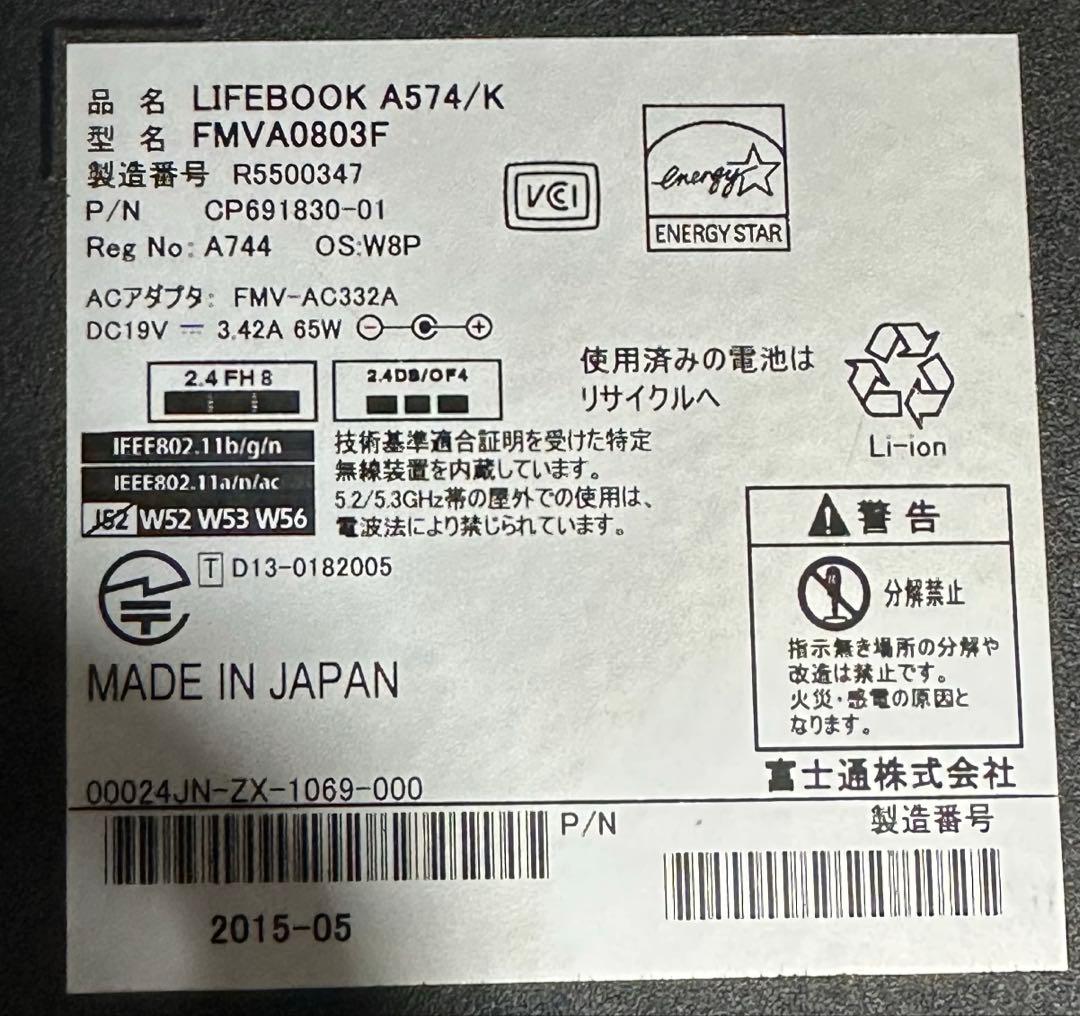 品 名 LIFEBOOK A574/K
型 名 FMVA0803F
製造番号 R5500347
P/N CP691830-01
Reg No: A744 OS:W8P
VCCI
energy
ENERGY STAR
ACアダプタ: FMV-AC332A
DC19V 3.42A 65W
2.4 FH 8
2.4DS/OF4
IEEE802.11b/g/n
IEEE802.11a/n/ac
J52 W52 W53 W56
技術基準適合証明を受けた特定
無線装置を内蔵しています。
5.2/5.3GHz帯の屋外での使用は、
電波法により禁じられています。
使用済みの電池は
リサイクルへ
Li-ion
T D13-0182005
MADE IN JAPAN
警告
分解禁止
指示無き場所の分解や
改造は禁止です。
火災・感電の原因と
なります。
富士通株式会社
00024JN-ZX-1069-000
P/N
製造番号
2015-05